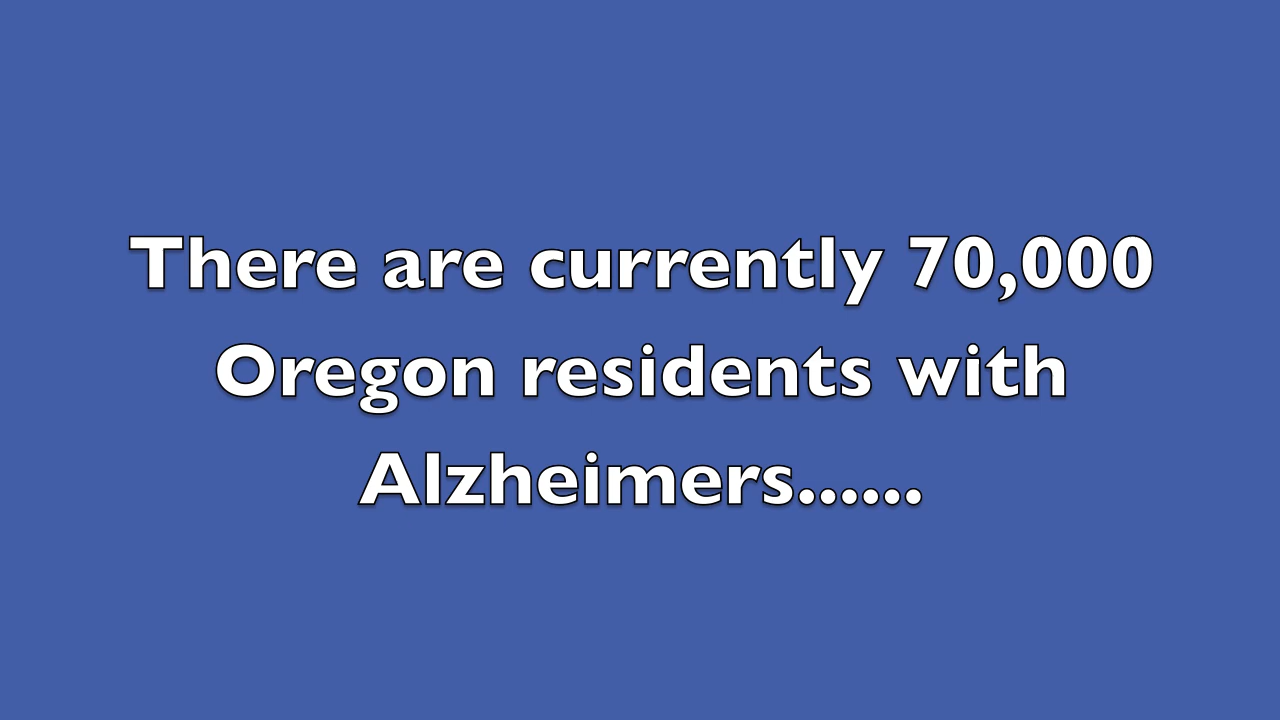 There are currently 70,000
Oregon residents with
Alzheimers......